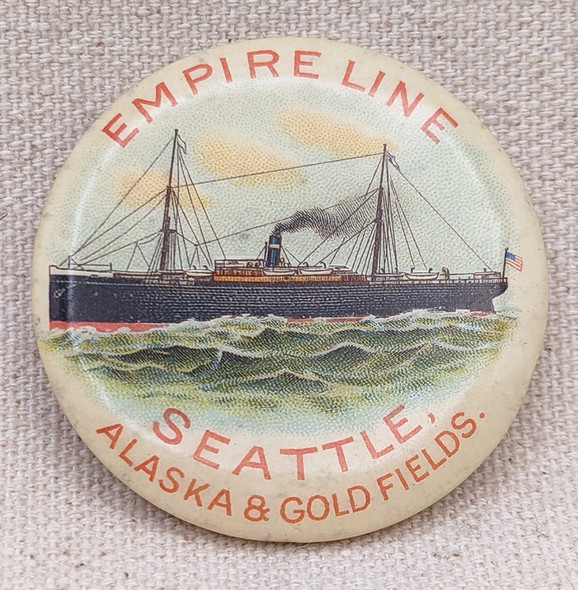 EMPIRE LINE
SEATTLE,
ALASKA & GOLD FIELDS.